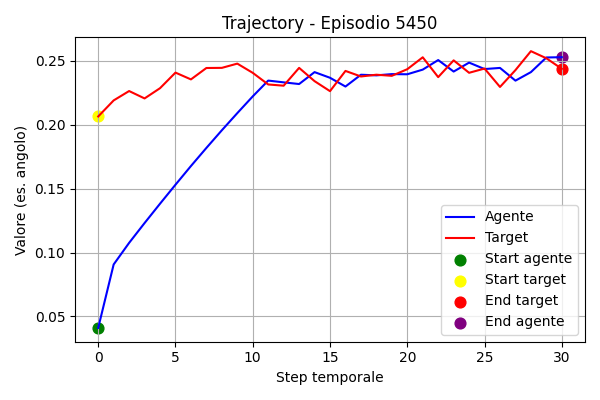 Trajectory - Episodio 5450
Valore (es. angolo)
0.25
0.20
0.15
0.10
0.05
0 5 10 15 20 25 30
Step temporale
Agente
Target
Start agente
Start target
End target
End agente